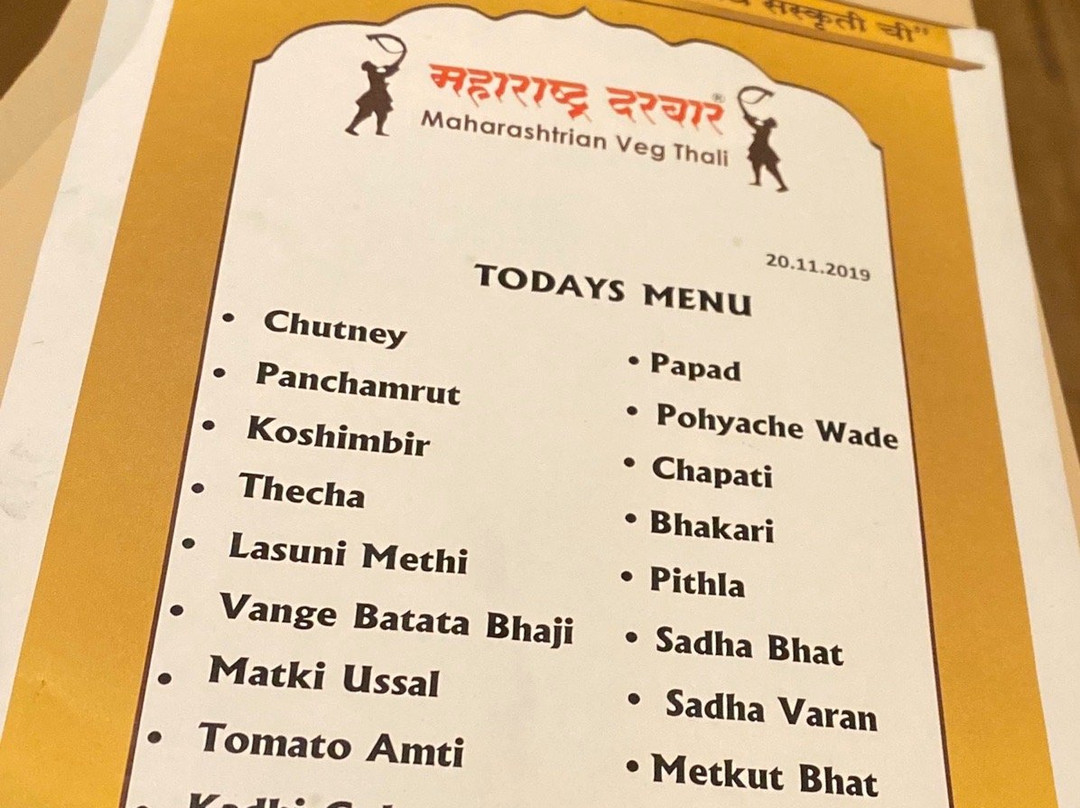 संस्कृती ची"
महाराष्ट्र दरबार®
Maharashtrian Veg Thali
20.11.2019
TODAYS MENU
• Chutney
• Panchamrut
• Koshimbir
• Thecha
• Lasuni Methi
• Vange Batata Bhaji
• Matki Ussal
• Tomato Amti
• Papad
• Pohyache Wade
• Chapati
• Bhakari
• Pithla
• Sadha Bhat
• Sadha Varan
• Metkut Bhat